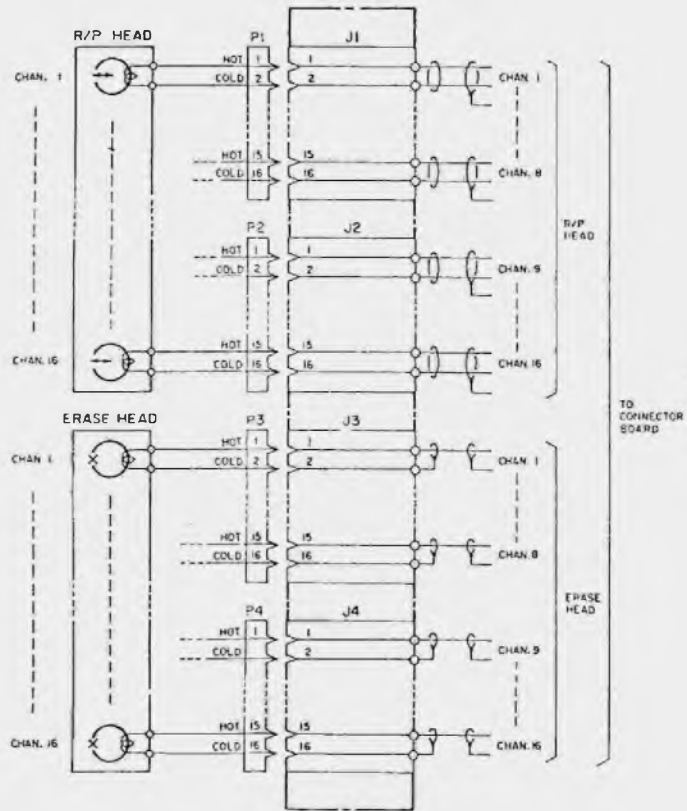 R/P HEAD P1 J1
CHAN. 1 HOT 1 1 CHAN. 1
COLD 2 2
HOT 15 15
COLD 16 16 CHAN. 8
P2 J2
HOT 1 1
COLD 2 2 CHAN. 9
R/P
HEAD
HOT 15 15
CHAN. 16 COLD 16 16 CHAN. 16
TO
CONNECTOR
BOARD
ERASE HEAD P3 J3
CHAN. 1 HOT 1 1 CHAN. 1
COLD 2 2
HOT 15 15
COLD 16 16 CHAN. 8
ERASE
HEAD
P4 J4
HOT 1 1
COLD 2 2 CHAN. 9
HOT 15 15
CHAN. 16 COLD 16 16 CHAN. 16